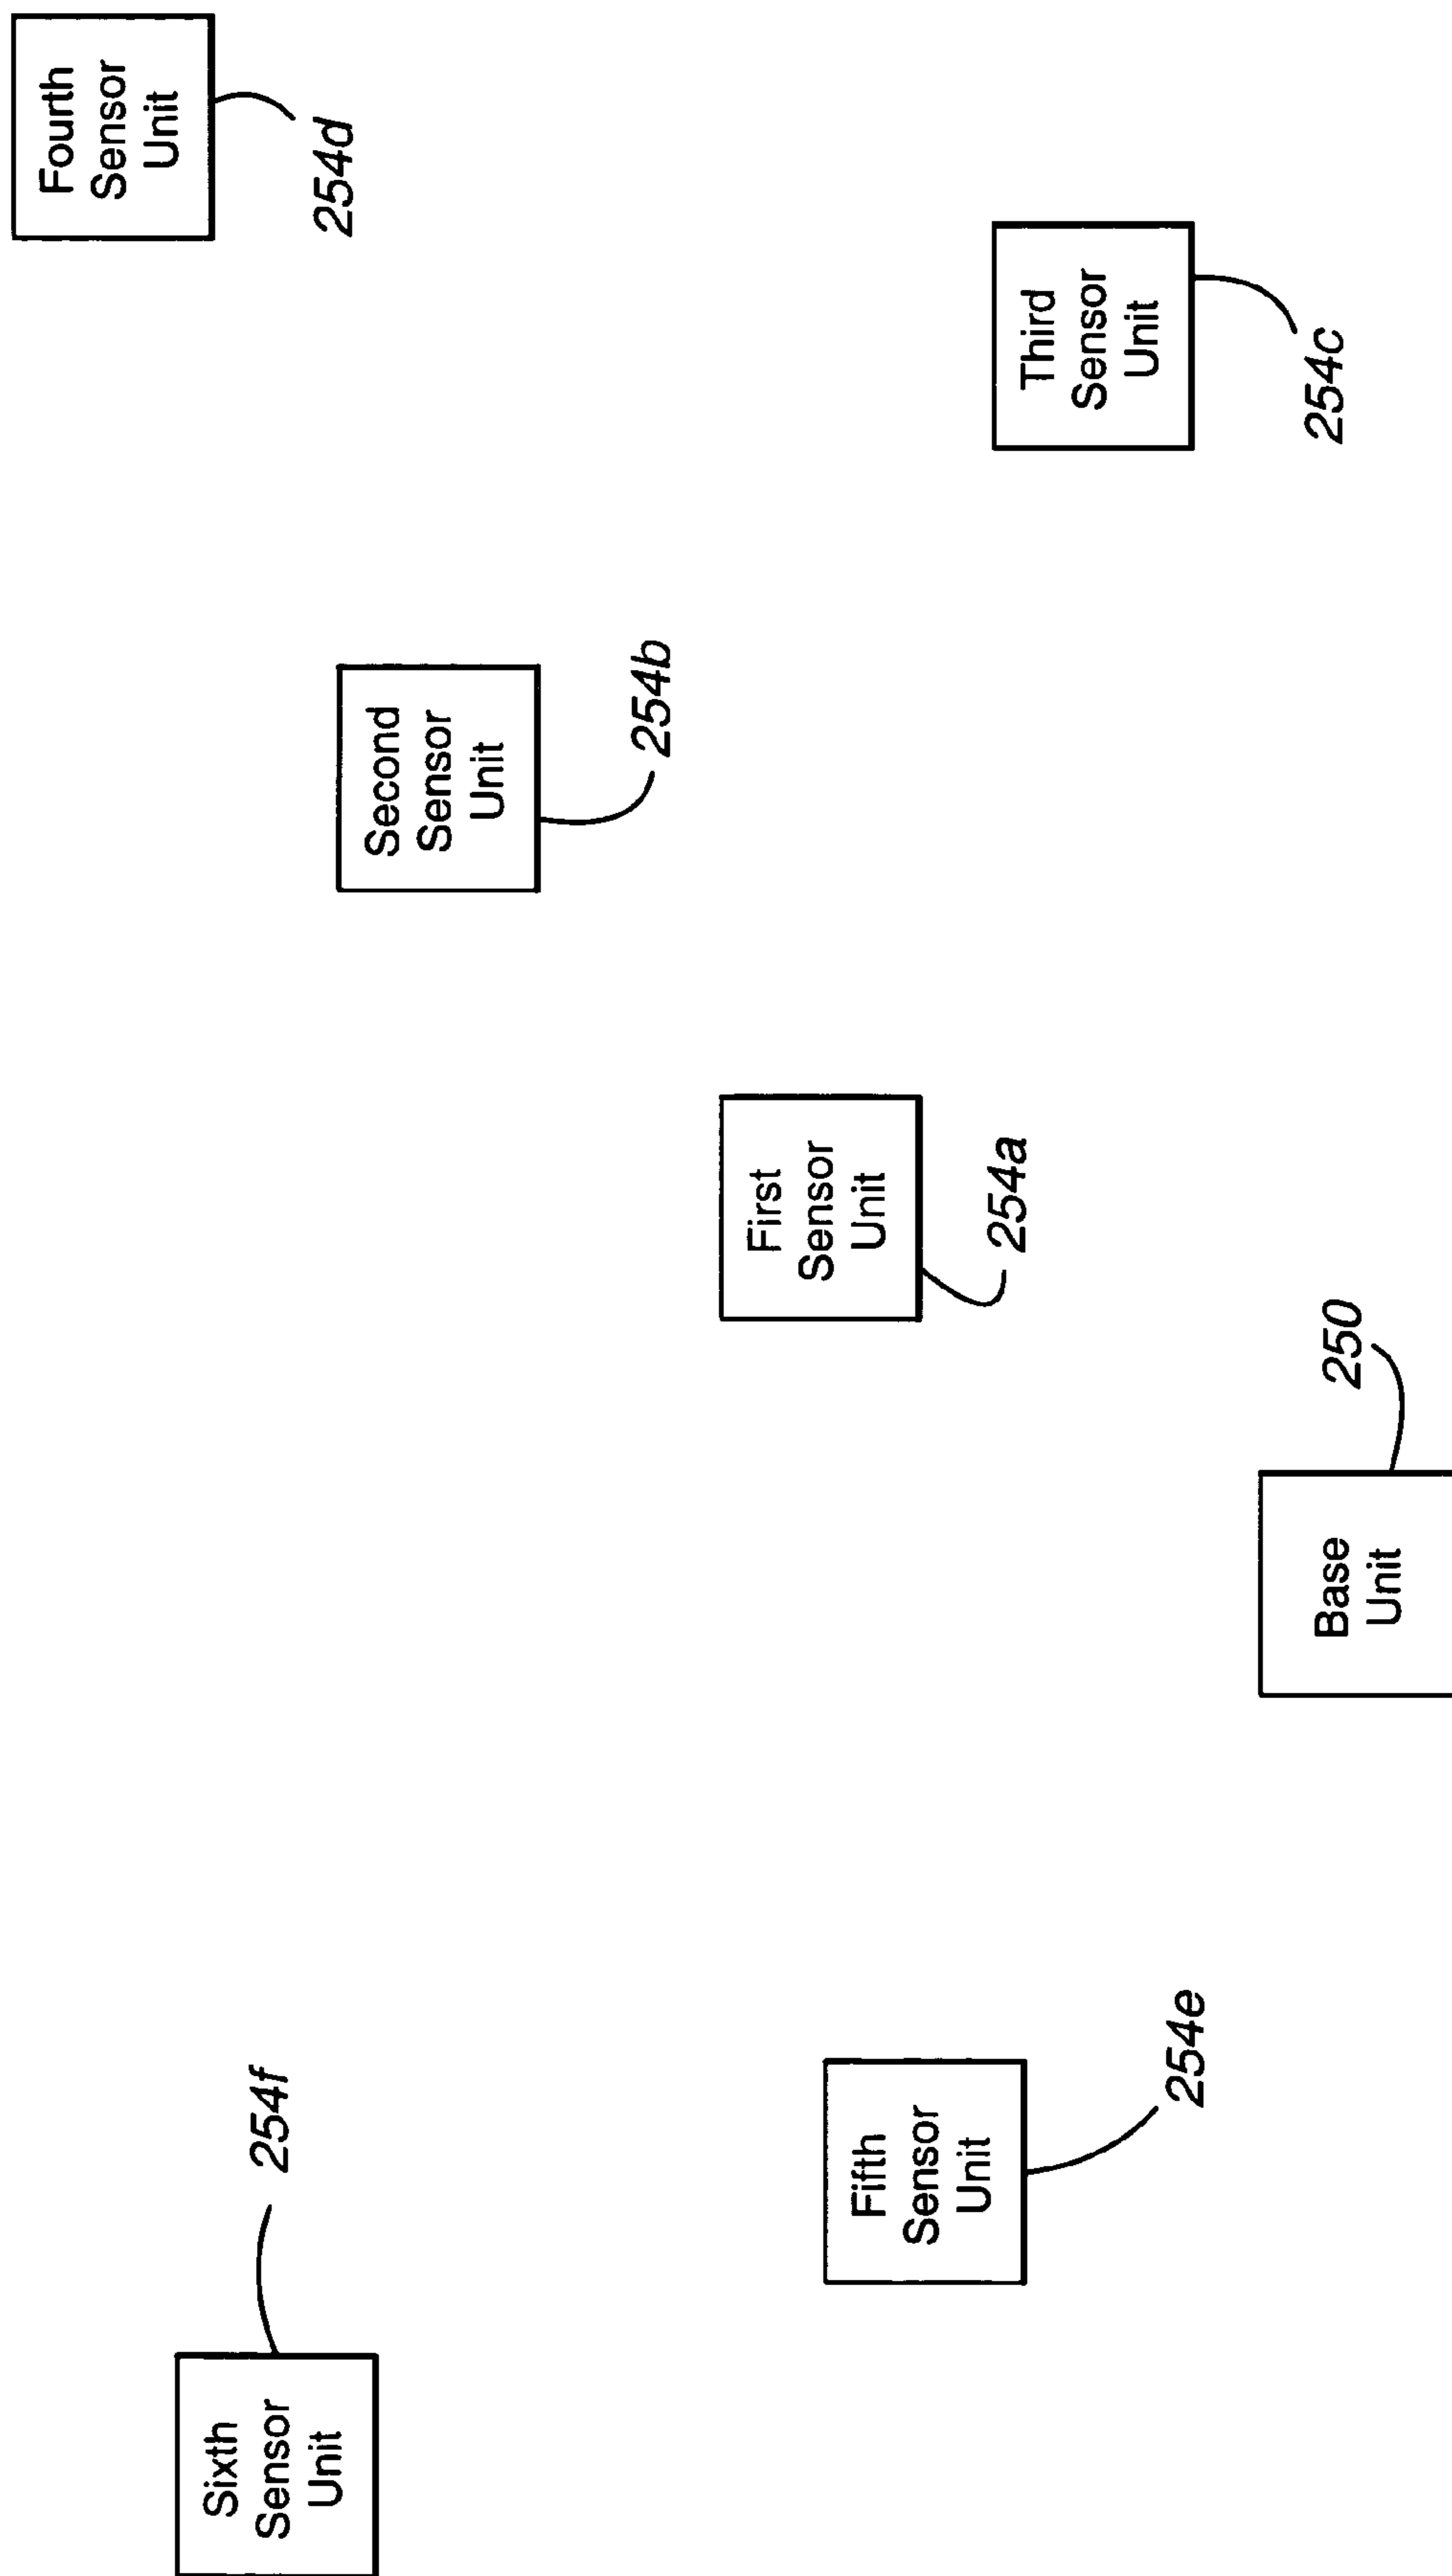 Fourth
Sensor
Unit
254d
Sixth
Sensor
Unit
254f
Second
Sensor
Unit
254b
First
Sensor
Unit
254a
Fifth
Sensor
Unit
254e
Third
Sensor
Unit
254c
Base
Unit
250